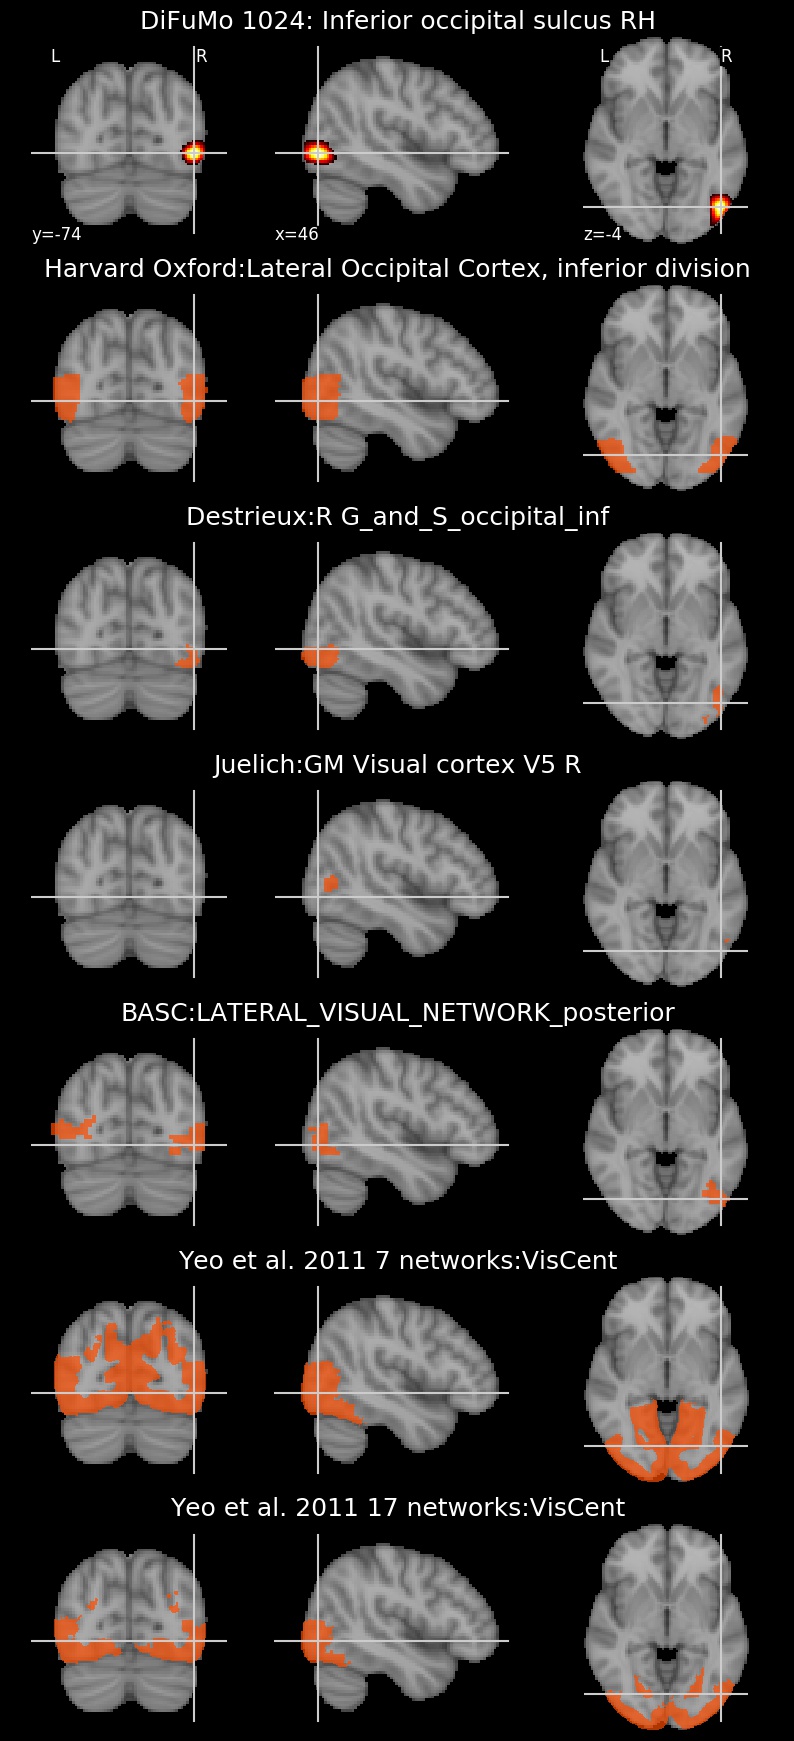 DiFuMo 1024: Inferior occipital sulcus RH
L R L R
y=-74 x=46 z=-4
Harvard Oxford:Lateral Occipital Cortex, inferior division
Destrieux:R G_and_S_occipital_inf
Juelich:GM Visual cortex V5 R
BASC:LATERAL_VISUAL_NETWORK_posterior
Yeo et al. 2011 7 networks:VisCent
Yeo et al. 2011 17 networks:VisCent